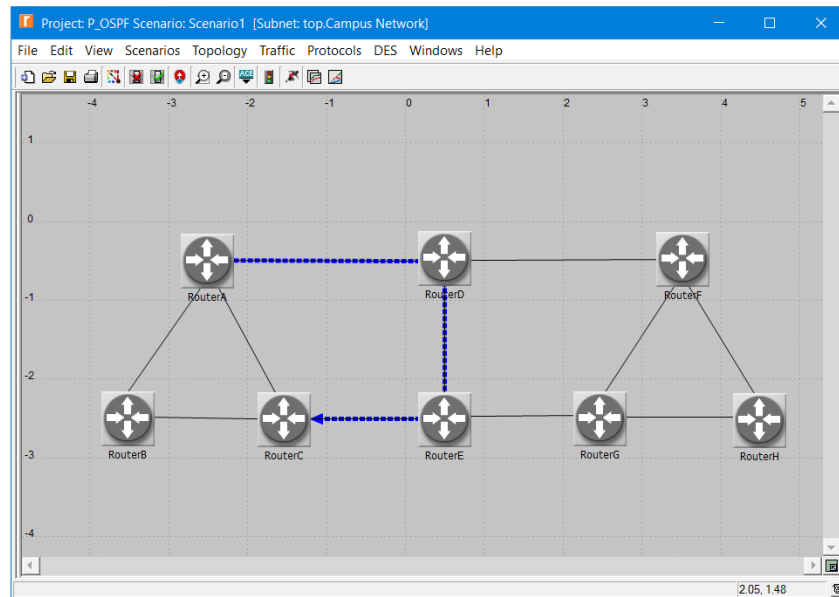 Project: P_OSPF Scenario: Scenario1 [Subnet: top.Campus Network]
File Edit View Scenarios Topology Traffic Protocols DES Windows Help
ACE
-4 -3 -2 -1 0 1 2 3 4 5
1
0
RouterA RouterD RouterF
-1
-2
RouterB RouterC RouterE RouterG RouterH
-3
-4
2.05, 1.48